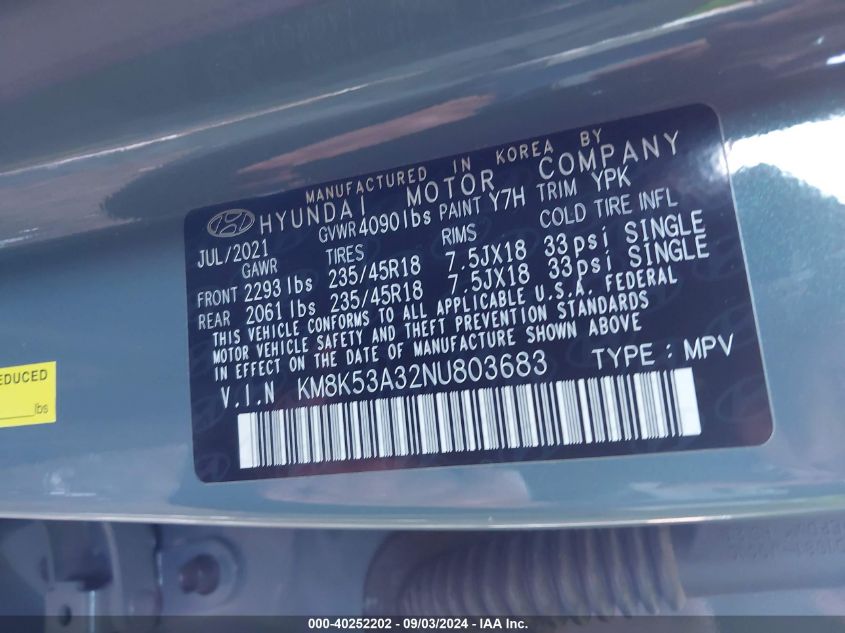 MANUFACTURED IN KOREA BY
HYUNDAI MOTOR COMPANY
JUL/2021 GVWR 4090 lbs PAINT Y7H TRIM YPK
GAWR TIRES RIMS COLD TIRE INFL
FRONT 2293 lbs 235/45R18 7.5JX18 33 psi SINGLE
REAR 2061 lbs 235/45R18 7.5JX18 33 psi SINGLE
THIS VEHICLE CONFORMS TO ALL APPLICABLE U.S.A. FEDERAL
MOTOR VEHICLE SAFETY AND THEFT PREVENTION STANDARDS
IN EFFECT ON THE DATE OF MANUFACTURE SHOWN ABOVE
V.I.N KM8K53A32NU803683 TYPE : MPV
EDUCED
lbs
000-40252202 - 09/03/2024 - IAAI Inc.